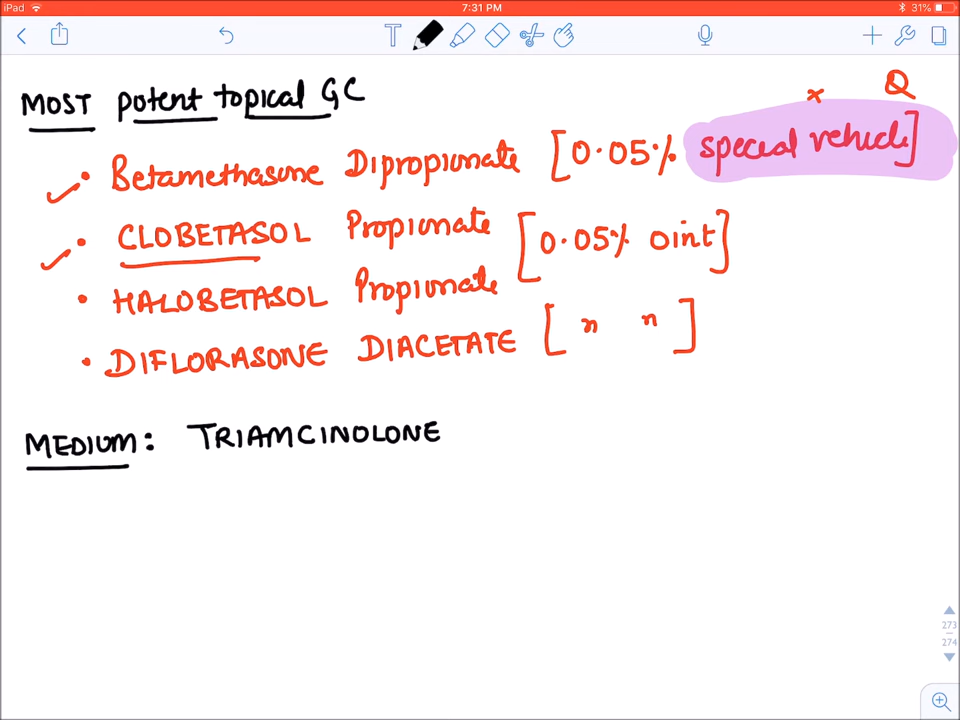 iPad 7:31 PM 31%
T
x Q
MOST potent topical GC
• Betamethasone Dipropionate [0.05% special vehicle]
• CLOBETASOL Propionate [0.05% oint]
• HALOBETASOL Propionate
• DIFLORASONE DIACETATE [ n n ]
MEDIUM: TRIAMCINOLONE
273
274